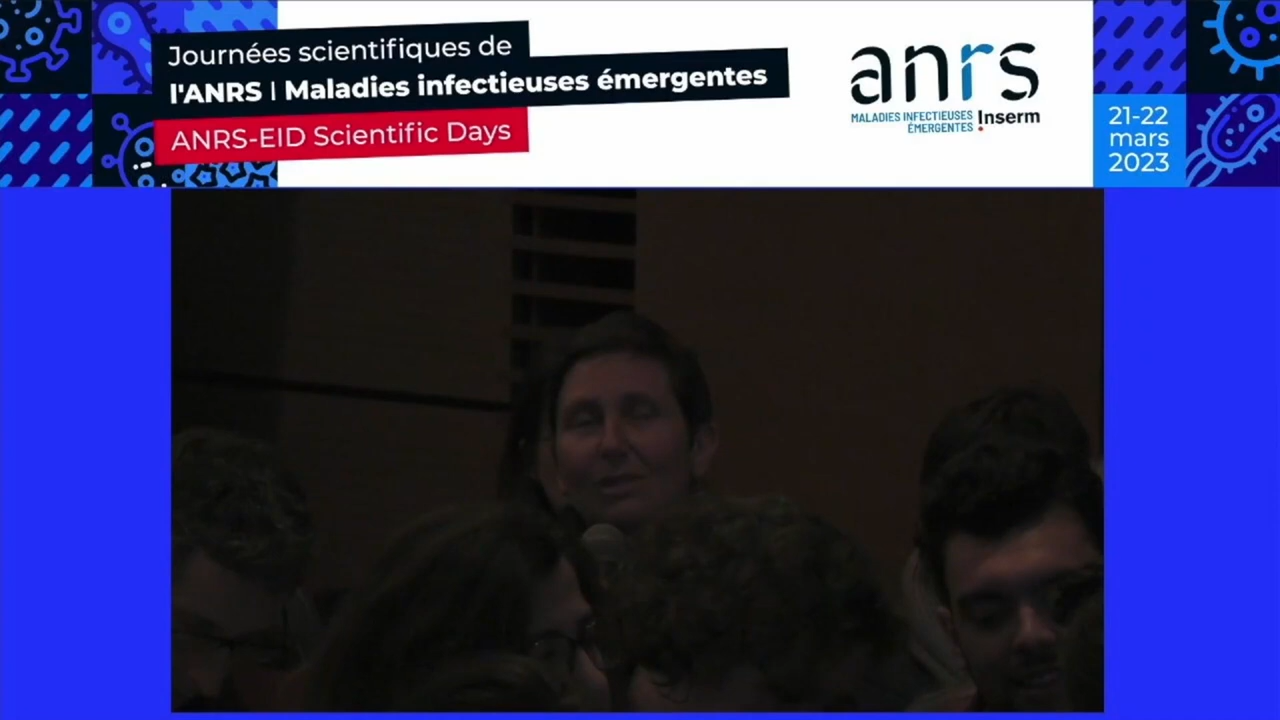 Journées scientifiques de
l'ANRS | Maladies infectieuses émergentes
ANRS-EID Scientific Days
anrs
MALADIES INFECTIEUSES
ÉMERGENTES Inserm
21-22
mars
2023